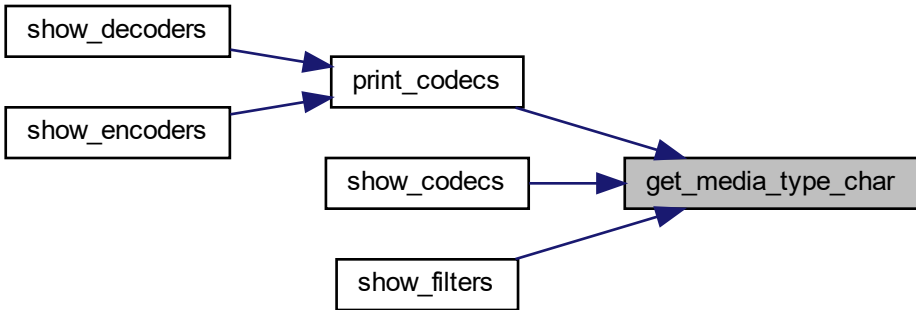 show_decoders
print_codecs
show_encoders
show_codecs
get_media_type_char
show_filters